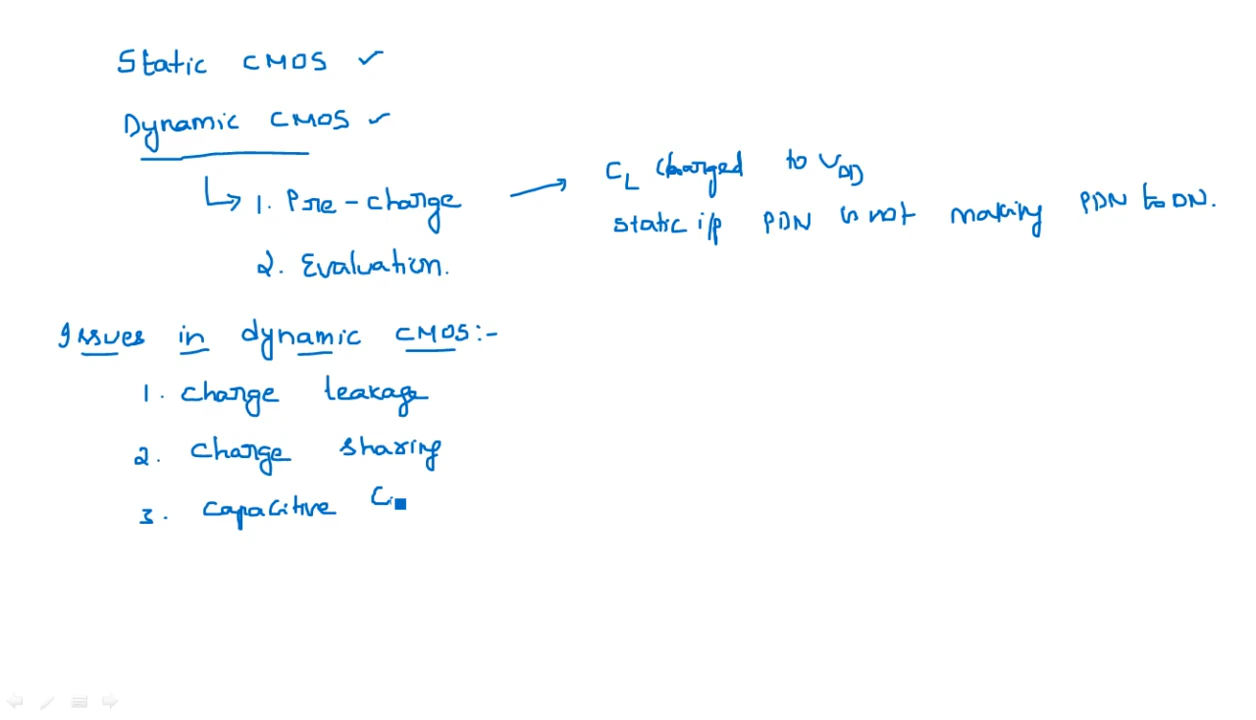 Static CMOS ✓
Dynamic CMOS ✓
↳ 1. Pre-charge → CL charged to VDD
static i/p PDN is not making PDN to ON.
2. Evaluation.
Issues in dynamic CMOS:-
1. charge leakage
2. charge sharing
3. capacitive C